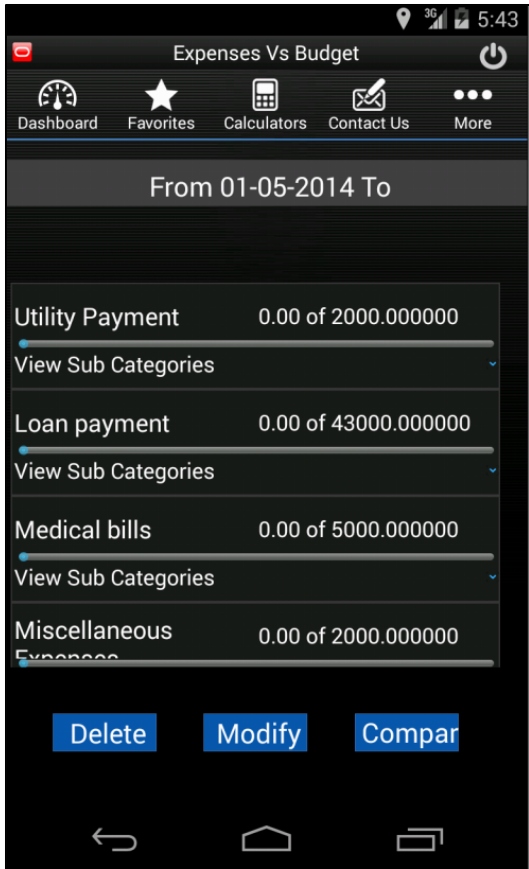 3G 5:43
Expenses Vs Budget
Dashboard Favorites Calculators Contact Us More
From 01-05-2014 To
Utility Payment 0.00 of 2000.000000
View Sub Categories
Loan payment 0.00 of 43000.000000
View Sub Categories
Medical bills 0.00 of 5000.000000
View Sub Categories
Miscellaneous 0.00 of 2000.000000
Expenses
Delete Modify Compar